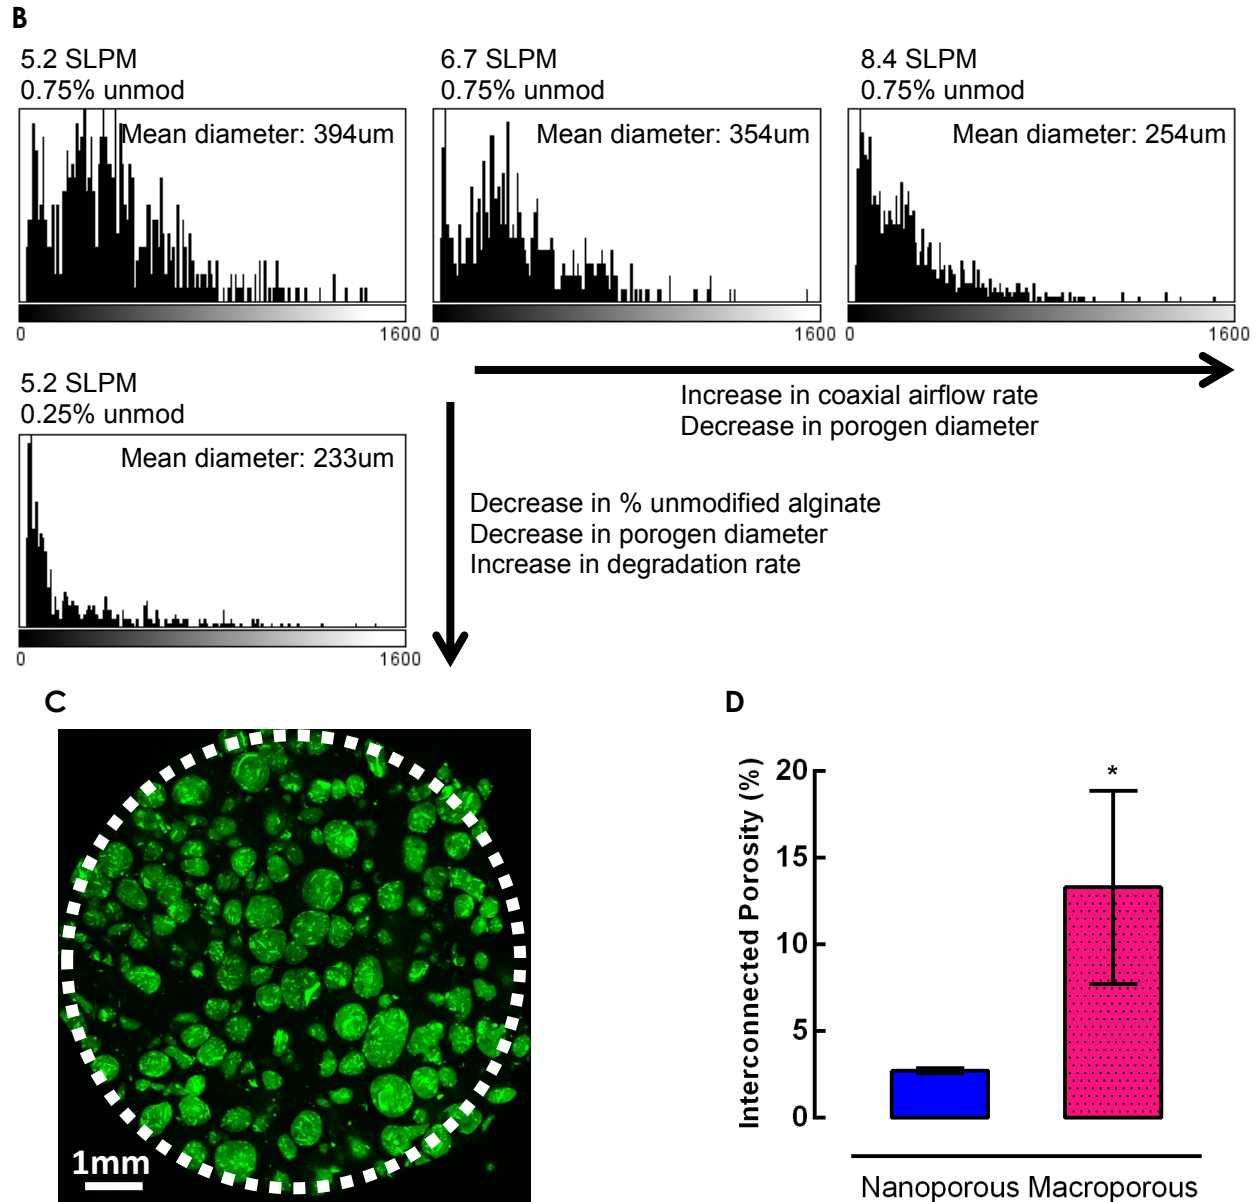 B
5.2 SLPM
0.75% unmod
Mean diameter: 394um
0 1600
6.7 SLPM
0.75% unmod
Mean diameter: 354um
0 1600
8.4 SLPM
0.75% unmod
Mean diameter: 254um
0 1600
Increase in coaxial airflow rate
Decrease in porogen diameter
5.2 SLPM
0.25% unmod
Mean diameter: 233um
0 1600
Decrease in % unmodified alginate
Decrease in porogen diameter
Increase in degradation rate
C
1mm
D
Interconnected Porosity (%)
20
15
10
5
0
*
Nanoporous Macroporous